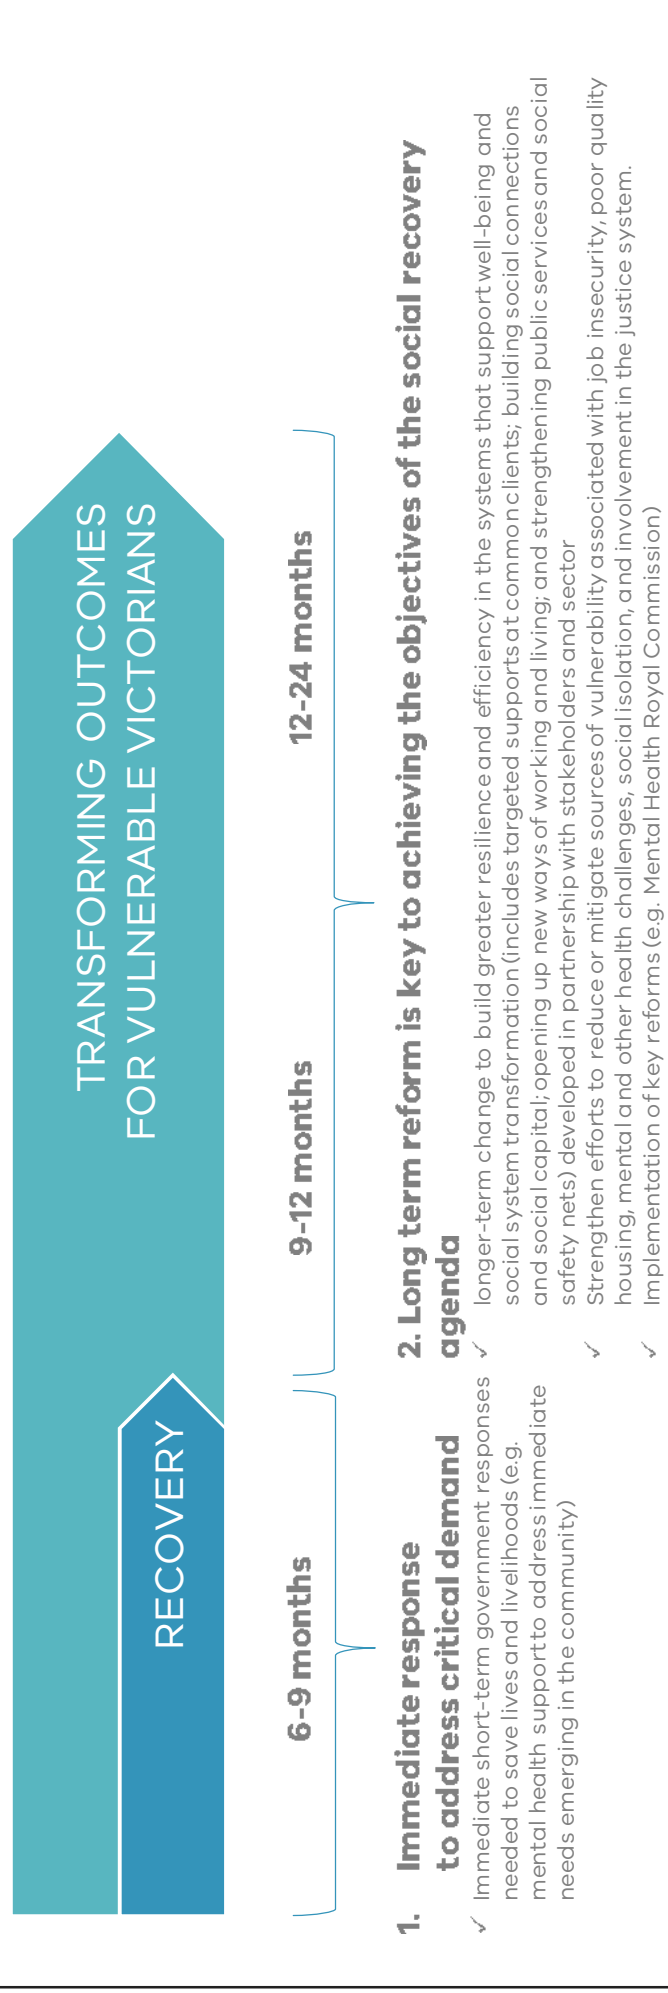 TRANSFORMING OUTCOMES
FOR VULNERABLE VICTORIANS
RECOVERY
6-9 months
9-12 months
12-24 months
1. Immediate response
to address critical demand
✓ Immediate short-term government responses
needed to save lives and livelihoods (e.g.
mental health support to address immediate
needs emerging in the community)
2. Long term reform is key to achieving the objectives of the social recovery
agenda
✓ longer-term change to build greater resilience and efficiency in the systems that support well-being and
social system transformation (includes targeted supports at common clients; building social connections
and social capital; opening up new ways of working and living; and strengthening public services and social
safety nets) developed in partnership with stakeholders and sector
✓ Strengthen efforts to reduce or mitigate sources of vulnerability associated with job insecurity, poor quality
housing, mental and other health challenges, social isolation, and involvement in the justice system.
✓ Implementation of key reforms (e.g. Mental Health Royal Commission)